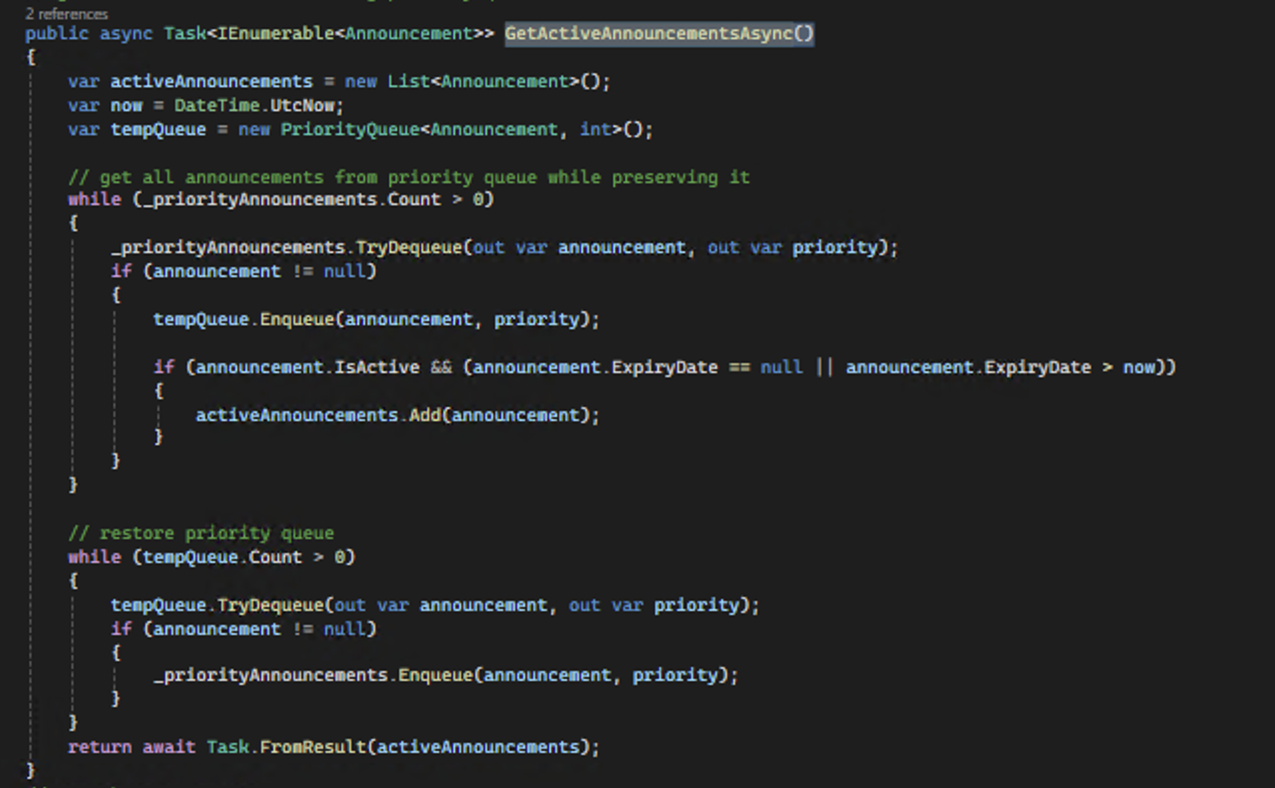 2 references
public async Task<IEnumerable<Announcement>> GetActiveAnnouncementsAsync()
{
var activeAnnouncements = new List<Announcement>();
var now = DateTime.UtcNow;
var tempQueue = new PriorityQueue<Announcement, int>();
// get all announcements from priority queue while preserving it
while (_priorityAnnouncements.Count > 0)
{
_priorityAnnouncements.TryDequeue(out var announcement, out var priority);
if (announcement != null)
{
tempQueue.Enqueue(announcement, priority);
if (announcement.IsActive && (announcement.ExpiryDate == null || announcement.ExpiryDate > now))
{
activeAnnouncements.Add(announcement);
}
}
}
// restore priority queue
while (tempQueue.Count > 0)
{
tempQueue.TryDequeue(out var announcement, out var priority);
if (announcement != null)
{
_priorityAnnouncements.Enqueue(announcement, priority);
}
}
return await Task.FromResult(activeAnnouncements);
}